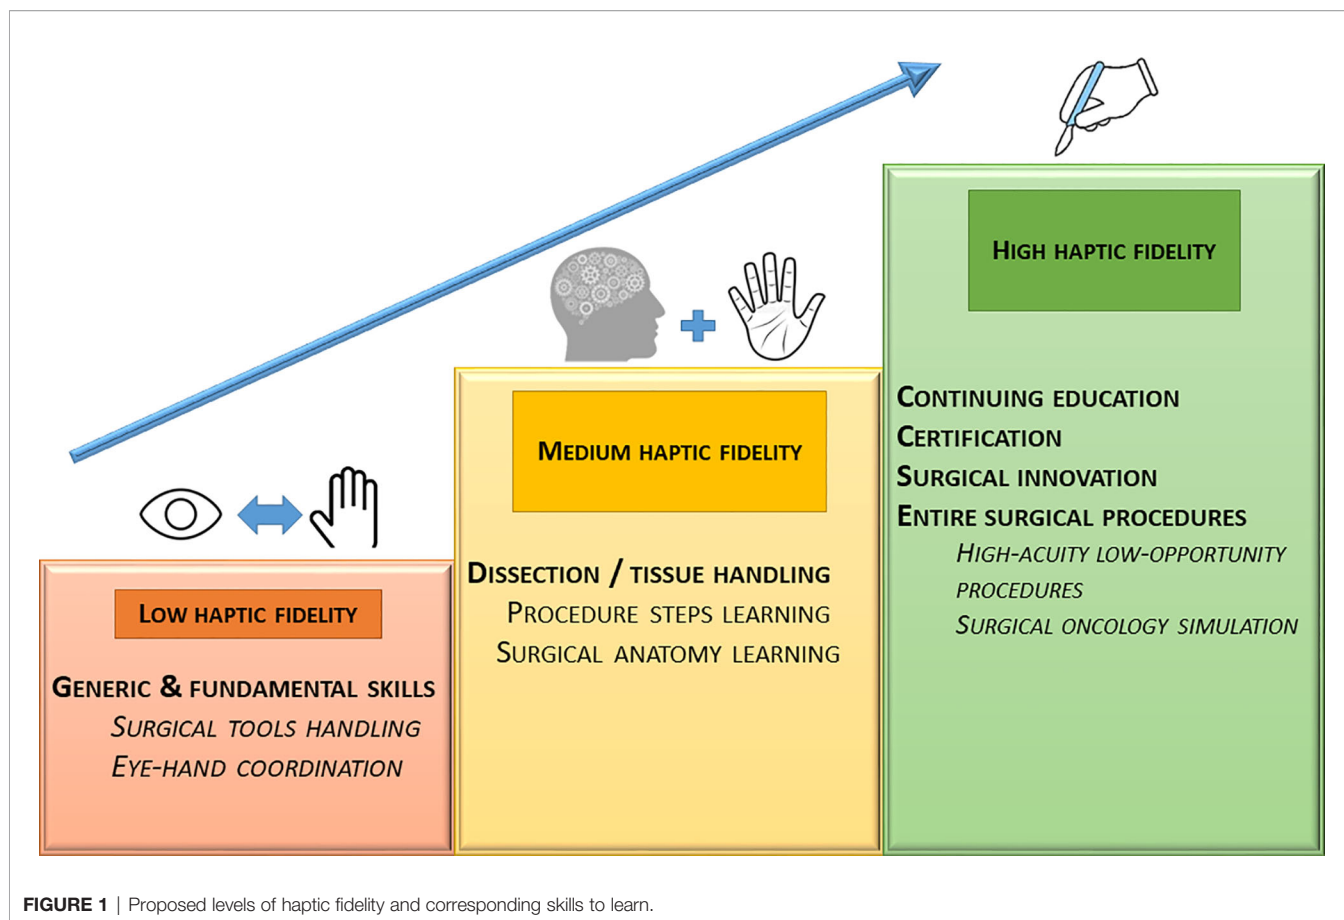 LOW HAPTIC FIDELITY
GENERIC & FUNDAMENTAL SKILLS
SURGICAL TOOLS HANDLING
EYE-HAND COORDINATION
MEDIUM HAPTIC FIDELITY
DISSECTION / TISSUE HANDLING
PROCEDURE STEPS LEARNING
SURGICAL ANATOMY LEARNING
HIGH HAPTIC FIDELITY
CONTINUING EDUCATION
CERTIFICATION
SURGICAL INNOVATION
ENTIRE SURGICAL PROCEDURES
HIGH-ACUITY LOW-OPPORTUNITY
PROCEDURES
SURGICAL ONCOLOGY SIMULATION
FIGURE 1 | Proposed levels of haptic fidelity and corresponding skills to learn.